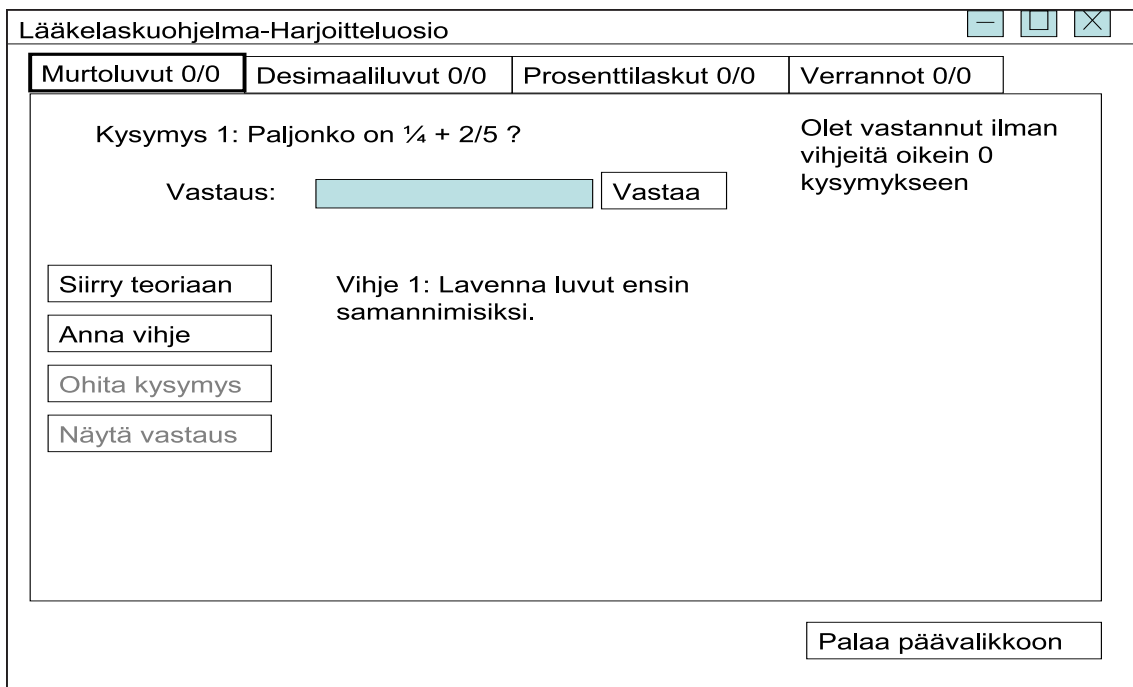 Lääkelaskuohjelma-Harjoitteluosio
Murtoluvut 0/0
Desimaaliluvut 0/0
Prosenttilaskut 0/0
Verrannot 0/0
Kysymys 1: Paljonko on ¼ + 2/5 ?
Olet vastannut ilman
vihjeitä oikein 0
kysymykseen
Vastaus:
Vastaa
Siirry teoriaan
Anna vihje
Ohita kysymys
Näytä vastaus
Vihje 1: Lavenna luvut ensin
samannimisiksi.
Palaa päävalikkoon